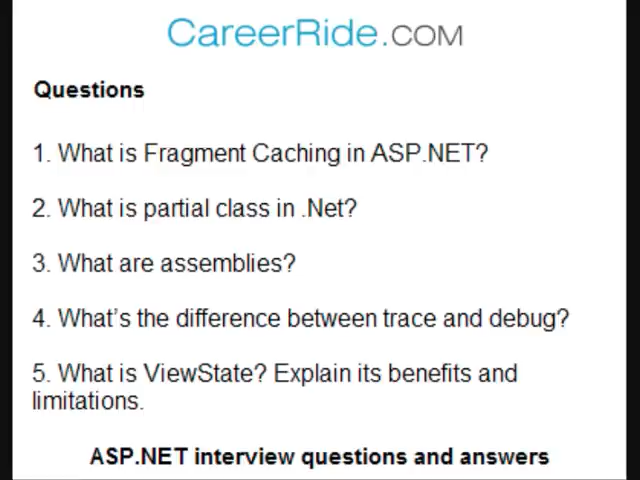 CareerRide.COM
Questions
1. What is Fragment Caching in ASP.NET?
2. What is partial class in .Net?
3. What are assemblies?
4. What’s the difference between trace and debug?
5. What is ViewState? Explain its benefits and
limitations.
ASP.NET interview questions and answers